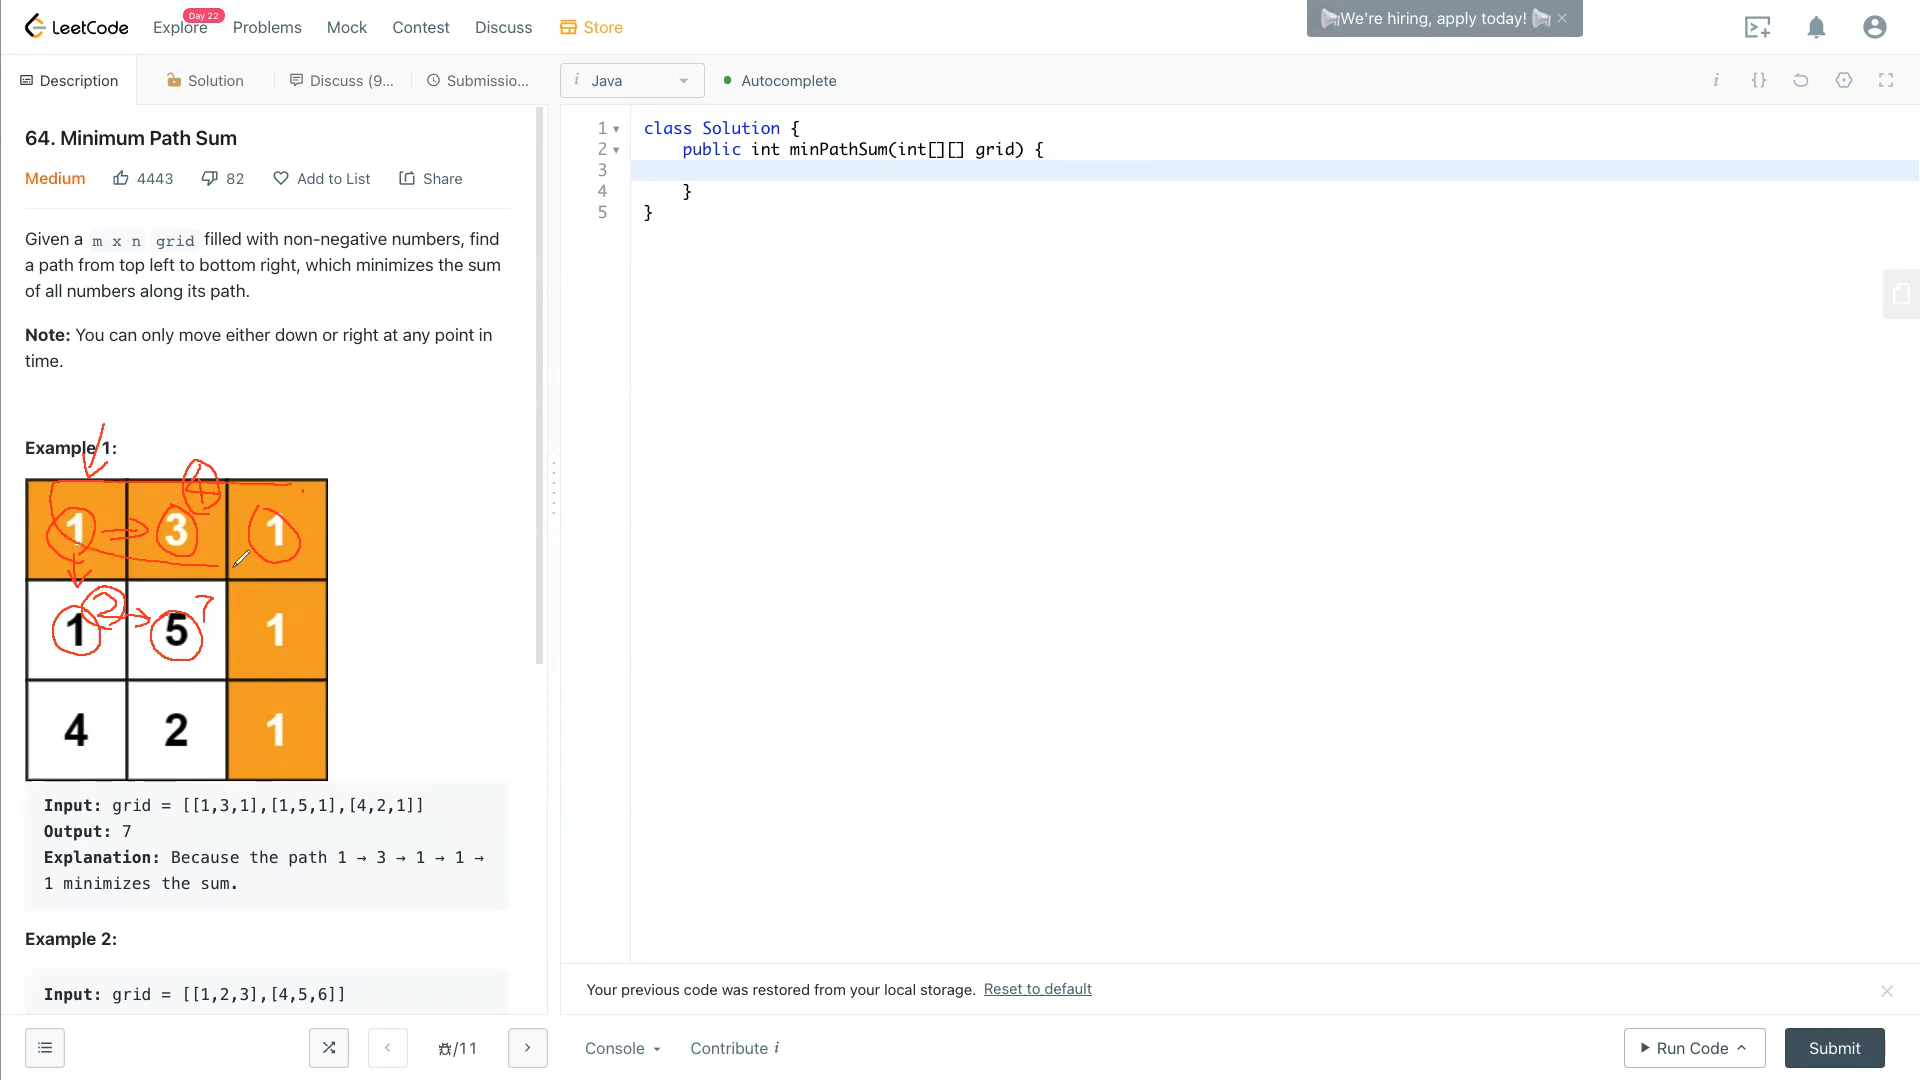 LeetCode
Explore
Day 22
Problems
Mock
Contest
Discuss
Store
We're hiring, apply today!
Description
Solution
Discuss (9...
Submissio...
i Java
Autocomplete
i {}
64. Minimum Path Sum
Medium 4443 82 Add to List Share
Given a m x n grid filled with non-negative numbers, find
a path from top left to bottom right, which minimizes the sum
of all numbers along its path.
Note: You can only move either down or right at any point in
time.
Example 1:
4
1 3 1
2 7
1 5 1
4 2 1
Input: grid = [[1,3,1],[1,5,1],[4,2,1]]
Output: 7
Explanation: Because the path 1 → 3 → 1 → 1 →
1 minimizes the sum.
Example 2:
Input: grid = [[1,2,3],[4,5,6]]
1 class Solution {
2 public int minPathSum(int[][] grid) {
3
4 }
5 }
Your previous code was restored from your local storage. Reset to default
/11
Console
Contribute i
Run Code
Submit